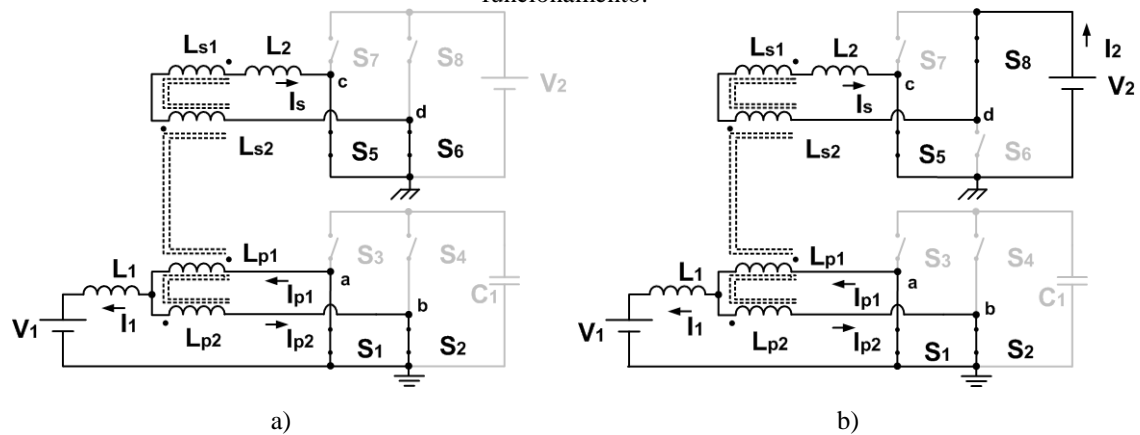 funcionamento.
Ls1 L2 S7 S8 V2
Is c
d
Ls2 S5 S6
Lp1 S3 S4
L1 a C1
Ip1
V1 I1 b
Lp2 Ip2 S1 S2
a)
Ls1 L2 S7 S8 I2
V2
Is c
d
Ls2 S5 S6
Lp1 S3 S4
L1 a C1
Ip1
V1 I1 b
Lp2 Ip2 S1 S2
b)